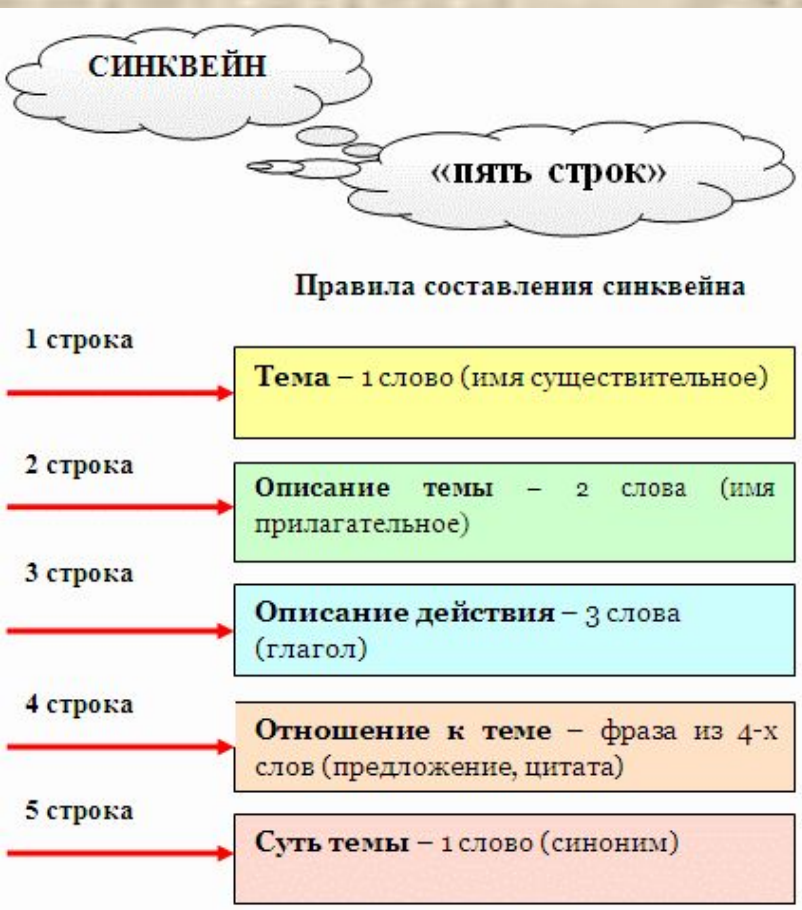 СИНКВЕЙН
«пять строк»
Правила составления синквейна
1 строка
Тема – 1 слово (имя существительное)
2 строка
Описание темы – 2 слова (имя
прилагательное)
3 строка
Описание действия – 3 слова
(глагол)
4 строка
Отношение к теме – фраза из 4-х
слов (предложение, цитата)
5 строка
Суть темы – 1 слово (синоним)